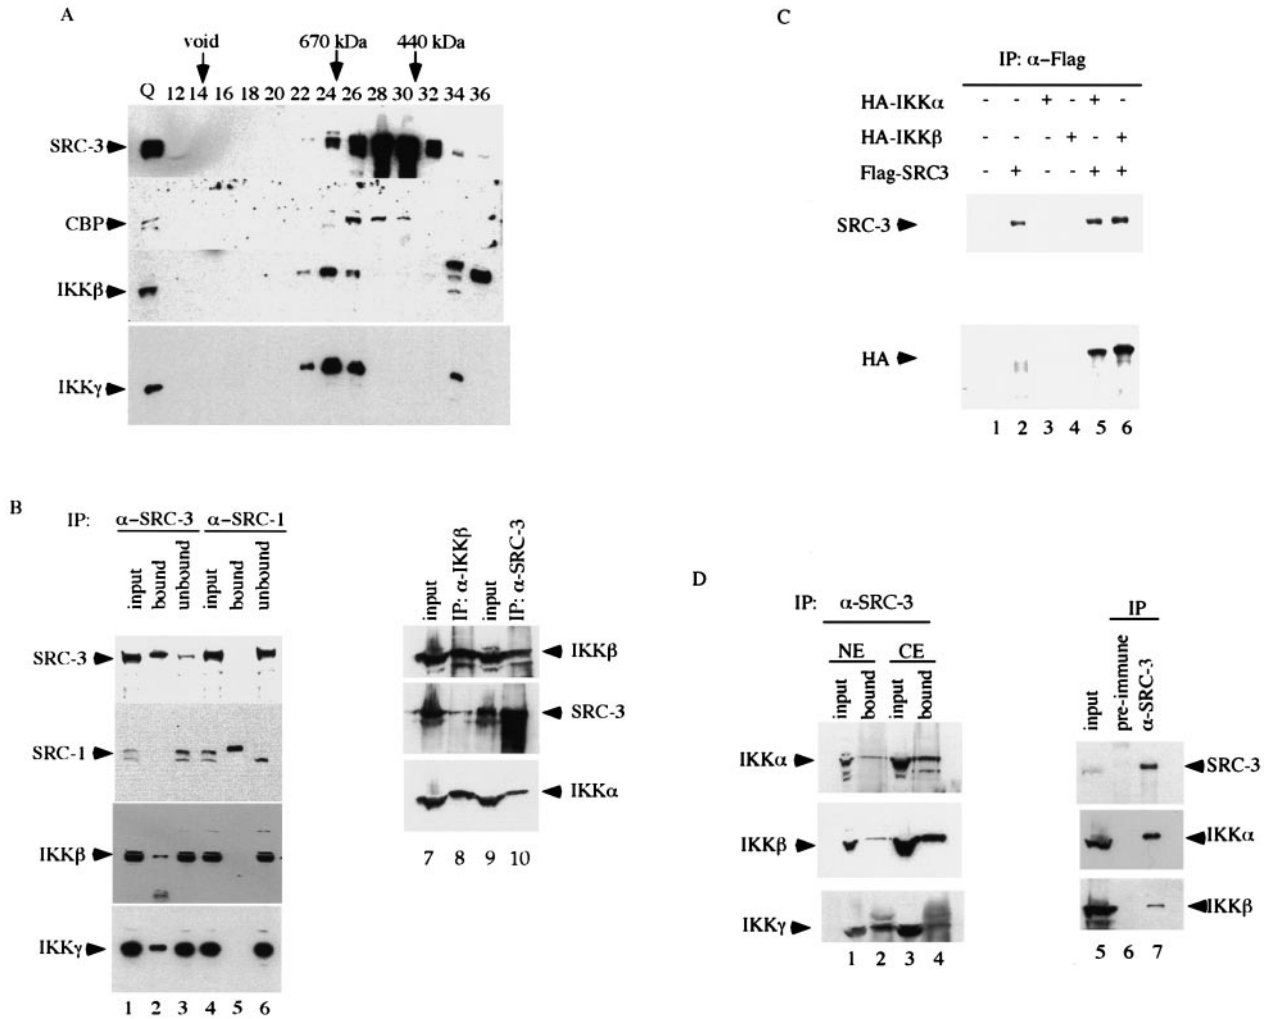 A
void
670 kDa
440 kDa
Q 12 14 16 18 20 22 24 26 28 30 32 34 36
SRC-3
CBP
IKKβ
IKKγ
C
IP: α-Flag
HA-IKKα - - + - + -
HA-IKKβ - - - + - +
Flag-SRC3 - + - - + +
SRC-3
HA
1 2 3 4 5 6
B
IP: α-SRC-3 α-SRC-1
input bound unbound input bound unbound
SRC-3
SRC-1
IKKβ
IKKγ
1 2 3 4 5 6
input IP: α-IKKβ input IP: α-SRC-3
IKKβ
SRC-3
IKKα
7 8 9 10
D
IP: α-SRC-3
NE CE
input bound input bound
IKKα
IKKβ
IKKγ
1 2 3 4
IP
input pre-immune α-SRC-3
SRC-3
IKKα
IKKβ
5 6 7